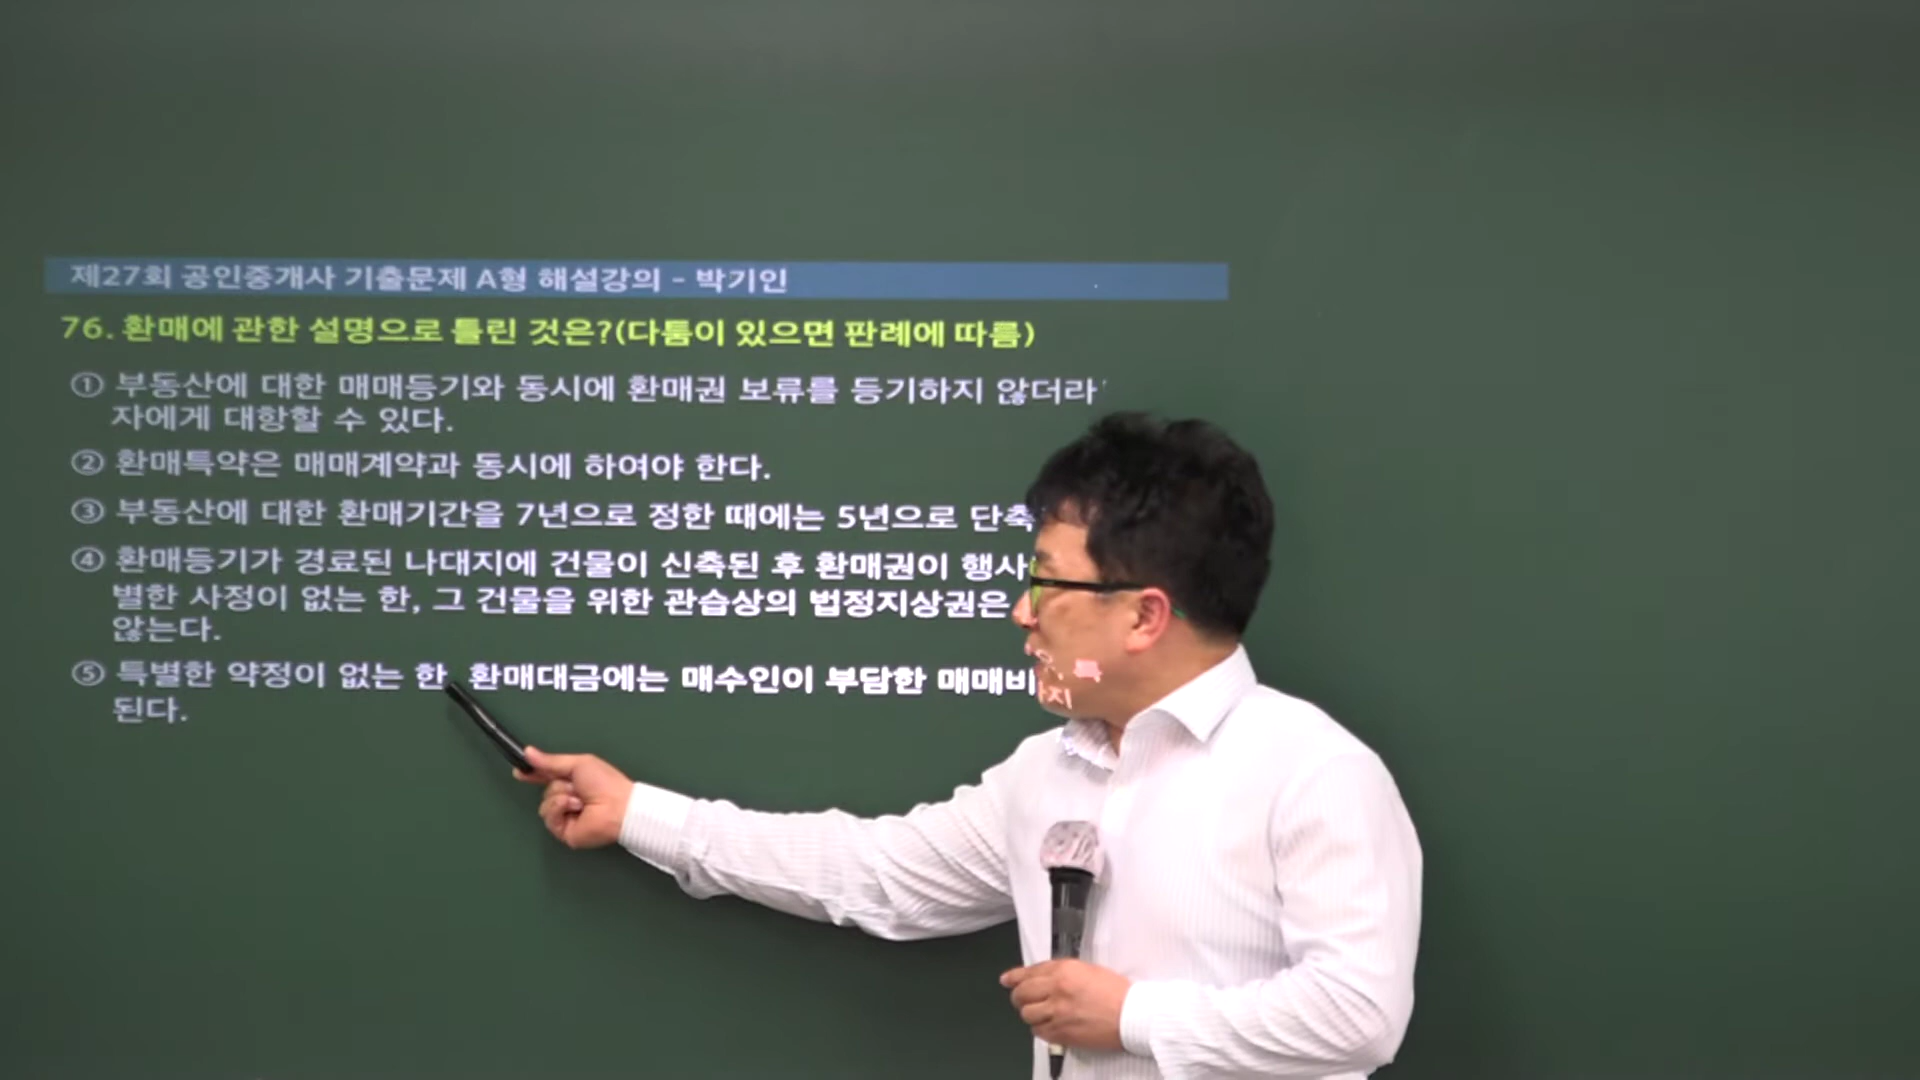 제27회 공인중개사 기출문제 A형 해설강의 - 박기인
76. 환매에 관한 설명으로 틀린 것은?(다툼이 있으면 판례에 따름)
① 부동산에 대한 매매등기와 동시에 환매권 보류를 등기하지 않더라
자에게 대항할 수 있다.
② 환매특약은 매매계약과 동시에 하여야 한다.
③ 부동산에 대한 환매기간을 7년으로 정한 때에는 5년으로 단축
④ 환매등기가 경료된 나대지에 건물이 신축된 후 환매권이 행사
별한 사정이 없는 한, 그 건물을 위한 관습상의 법정지상권은
않는다.
⑤ 특별한 약정이 없는 한, 환매대금에는 매수인이 부담한 매매비
된다.